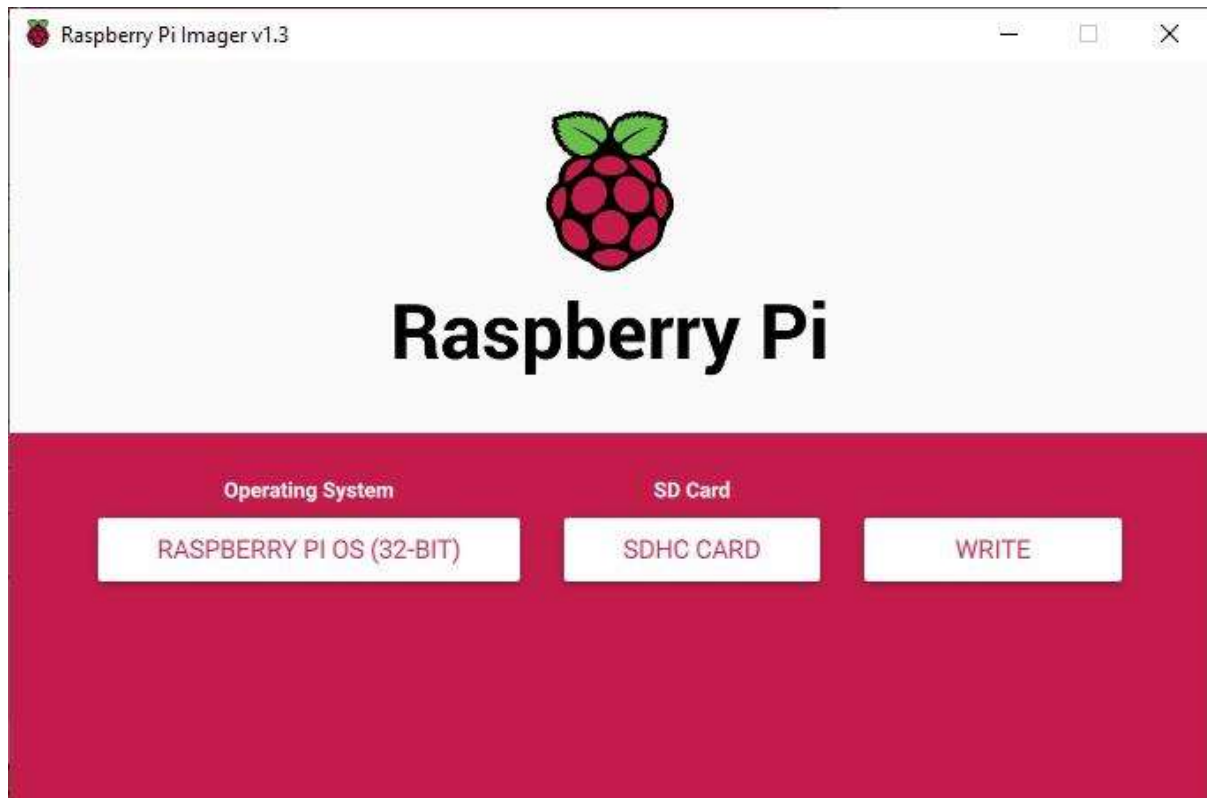 Raspberry Pi Imager v1.3
Raspberry Pi
Operating System
SD Card
RASPBERRY PI OS (32-BIT)
SDHC CARD
WRITE